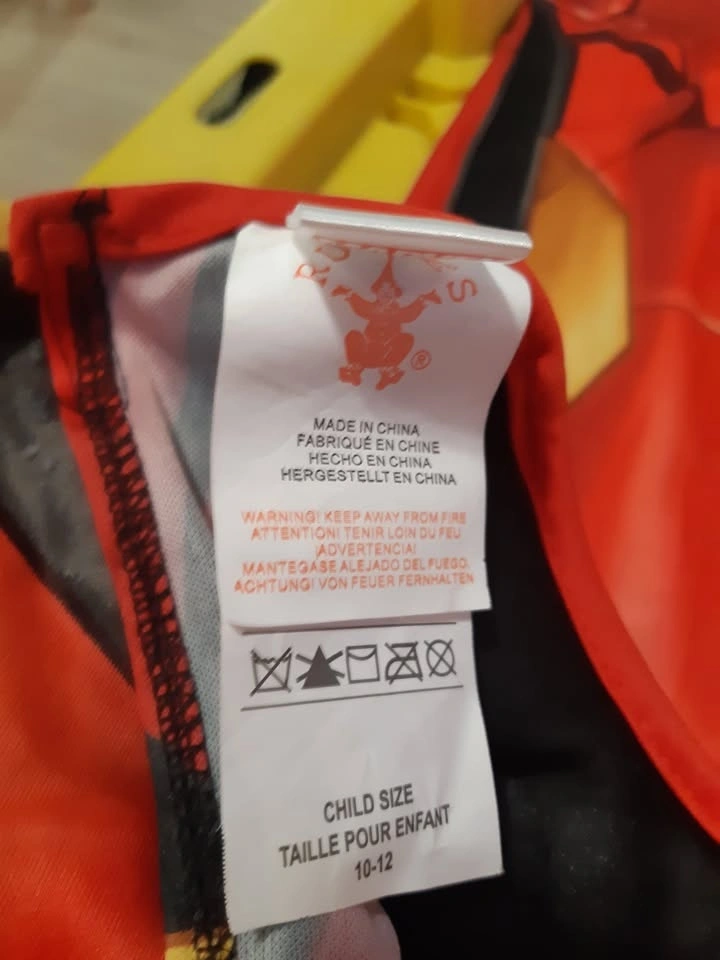 MADE IN CHINA
FABRIQUÉ EN CHINE
HECHO EN CHINA
HERGESTELLT EN CHINA
WARNING! KEEP AWAY FROM FIRE
ATTENTION! TENIR LOIN DU FEU
¡ADVERTENCIA!
MANTEGASE ALEJADO DEL FUEGO.
ACHTUNG! VON FEUER FERNHALTEN
CHILD SIZE
TAILLE POUR ENFANT
10-12